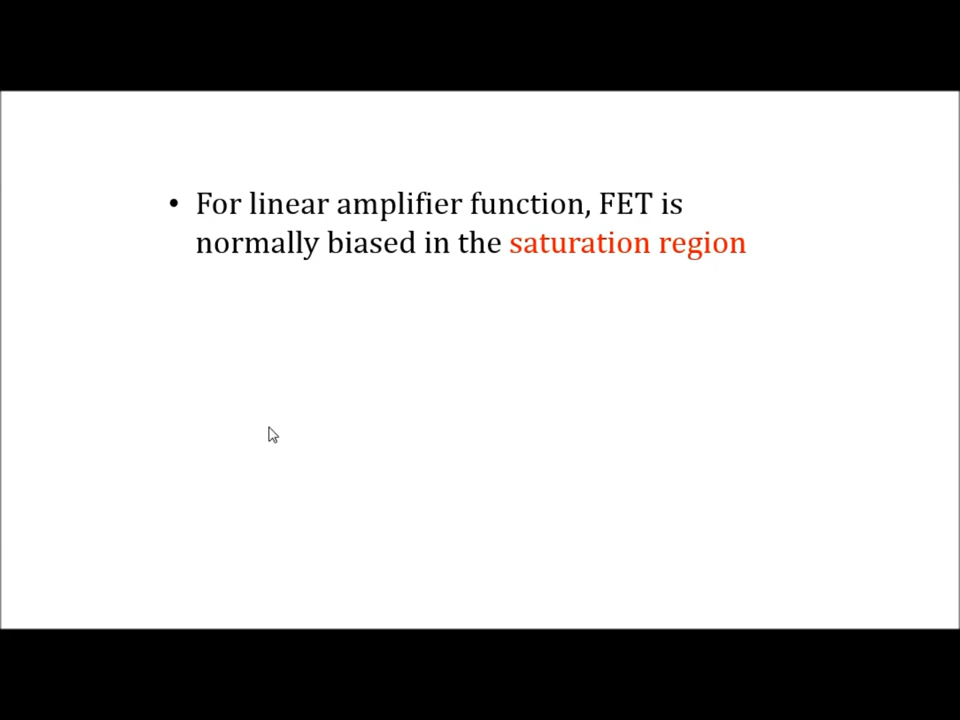 • For linear amplifier function, FET is
normally biased in the saturation region